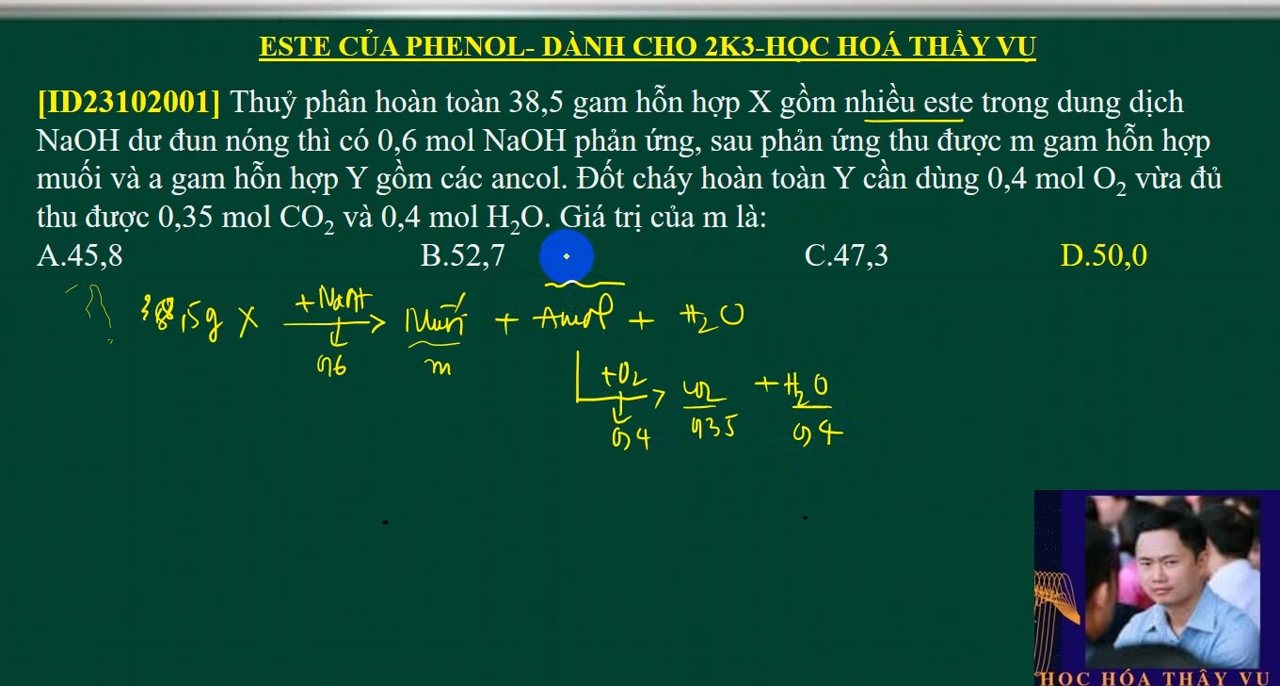 ESTE CỦA PHENOL- DÀNH CHO 2K3-HỌC HOÁ THẦY VỤ
[ID23102001] Thuỷ phân hoàn toàn 38,5 gam hỗn hợp X gồm nhiều este trong dung dịch
NaOH dư đun nóng thì có 0,6 mol NaOH phản ứng, sau phản ứng thu được m gam hỗn hợp
muối và a gam hỗn hợp Y gồm các ancol. Đốt cháy hoàn toàn Y cần dùng 0,4 mol O₂ vừa đủ
thu được 0,35 mol CO₂ và 0,4 mol H₂O. Giá trị của m là:
A.45,8 B.52,7 C.47,3 D.50,0
38,5g X + NaOH Muối + Ancol + H₂O
0,6 m
+O₂ CO₂ + H₂O
0,4 0,35 0,4
HỌC HÓA THẦY VỤ